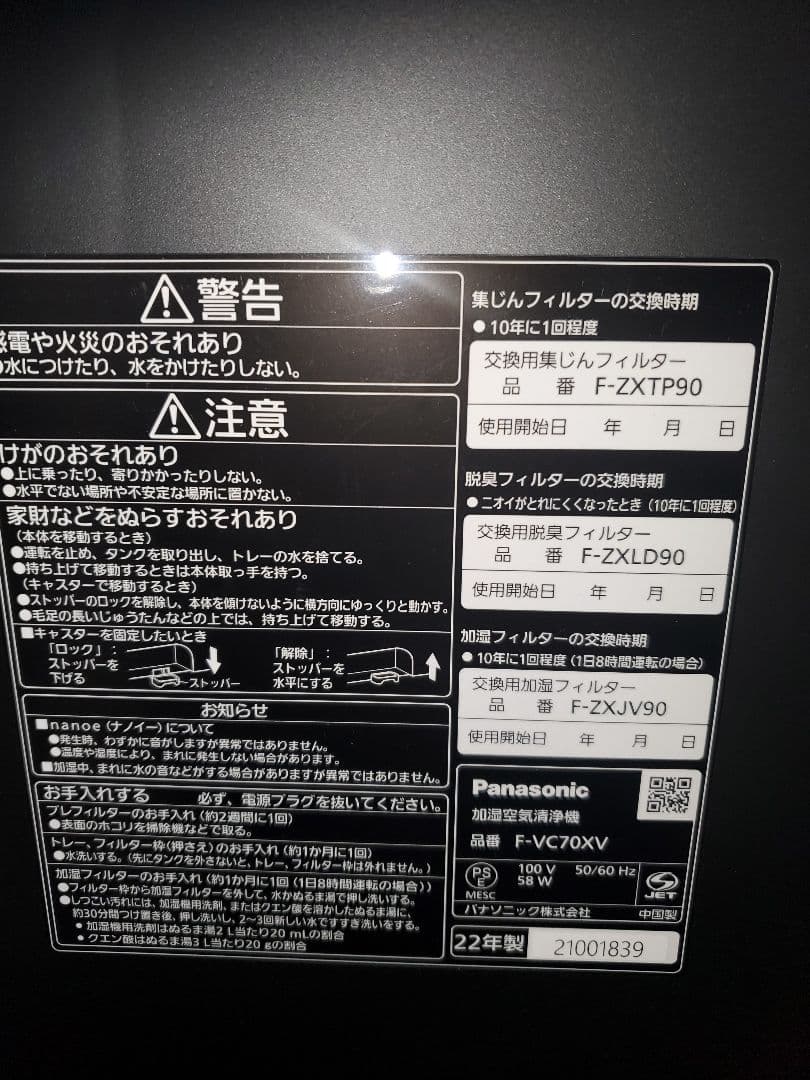 警告
電や火災のおそれあり
水につけたり、水をかけたりしない。
注意
けがのおそれあり
●上に乗ったり、寄りかかったりしない。
●水平でない場所や不安定な場所に置かない。
家財などをぬらすおそれあり
(本体を移動するとき)
●運転を止め、タンクを取り出し、トレーの水を捨てる。
●持ち上げて移動するときは本体取っ手を持つ。
(キャスターで移動するとき)
●ストッパーのロックを解除し、本体を傾けないように横方向にゆっくりと動かす。
●毛足の長いじゅうたんなどの上では、持ち上げて移動する。
■キャスターを固定したいとき
「ロック」:
ストッパーを
下げる
ストッパー
「解除」:
ストッパーを
水平にする
お知らせ
■nanoe(ナノイー)について
●発生時、わずかに音がしますが異常ではありません。
●温度や湿度により、まれに発生しない場合があります。
■加湿中、まれに水の音などがする場合がありますが異常ではありません。
お手入れする 必ず、電源プラグを抜いてください。
プレフィルターのお手入れ(約2週間に1回)
●表面のホコリを掃除機などで取る。
トレー、フィルター枠(押さえ)のお手入れ(約1か月に1回)
●水洗いする。(先にタンクを外さないと、トレー、フィルター枠は外れません。)
加湿フィルターのお手入れ(約1か月に1回(1日8時間運転の場合))
●フィルター枠から加湿フィルターを外して、水かぬるま湯で押し洗いする。
●しつこい汚れには、加湿機用洗剤、またはクエン酸を溶かしたぬるま湯に、
約30分間つけ置き後、押し洗いし、2~3回新しい水ですすぎ洗いをする。
・加湿機用洗剤はぬるま湯2 L当たり20 mLの割合
・クエン酸はぬるま湯3 L当たり20 gの割合
集じんフィルターの交換時期
●10年に1回程度
交換用集じんフィルター
品 番 F-ZXTP90
使用開始日 年 月 日
脱臭フィルターの交換時期
●ニオイがとれにくくなったとき(10年に1回程度)
交換用脱臭フィルター
品 番 F-ZXLD90
使用開始日 年 月 日
加湿フィルターの交換時期
●10年に1回程度(1日8時間運転の場合)
交換用加湿フィルター
品 番 F-ZXJV90
使用開始日 年 月 日
Panasonic
加湿空気清浄機
品番 F-VC70XV
PS
E
MESC
100 V 50/60 Hz
58 W
JET
パナソニック株式会社 中国製
22年製 21001839